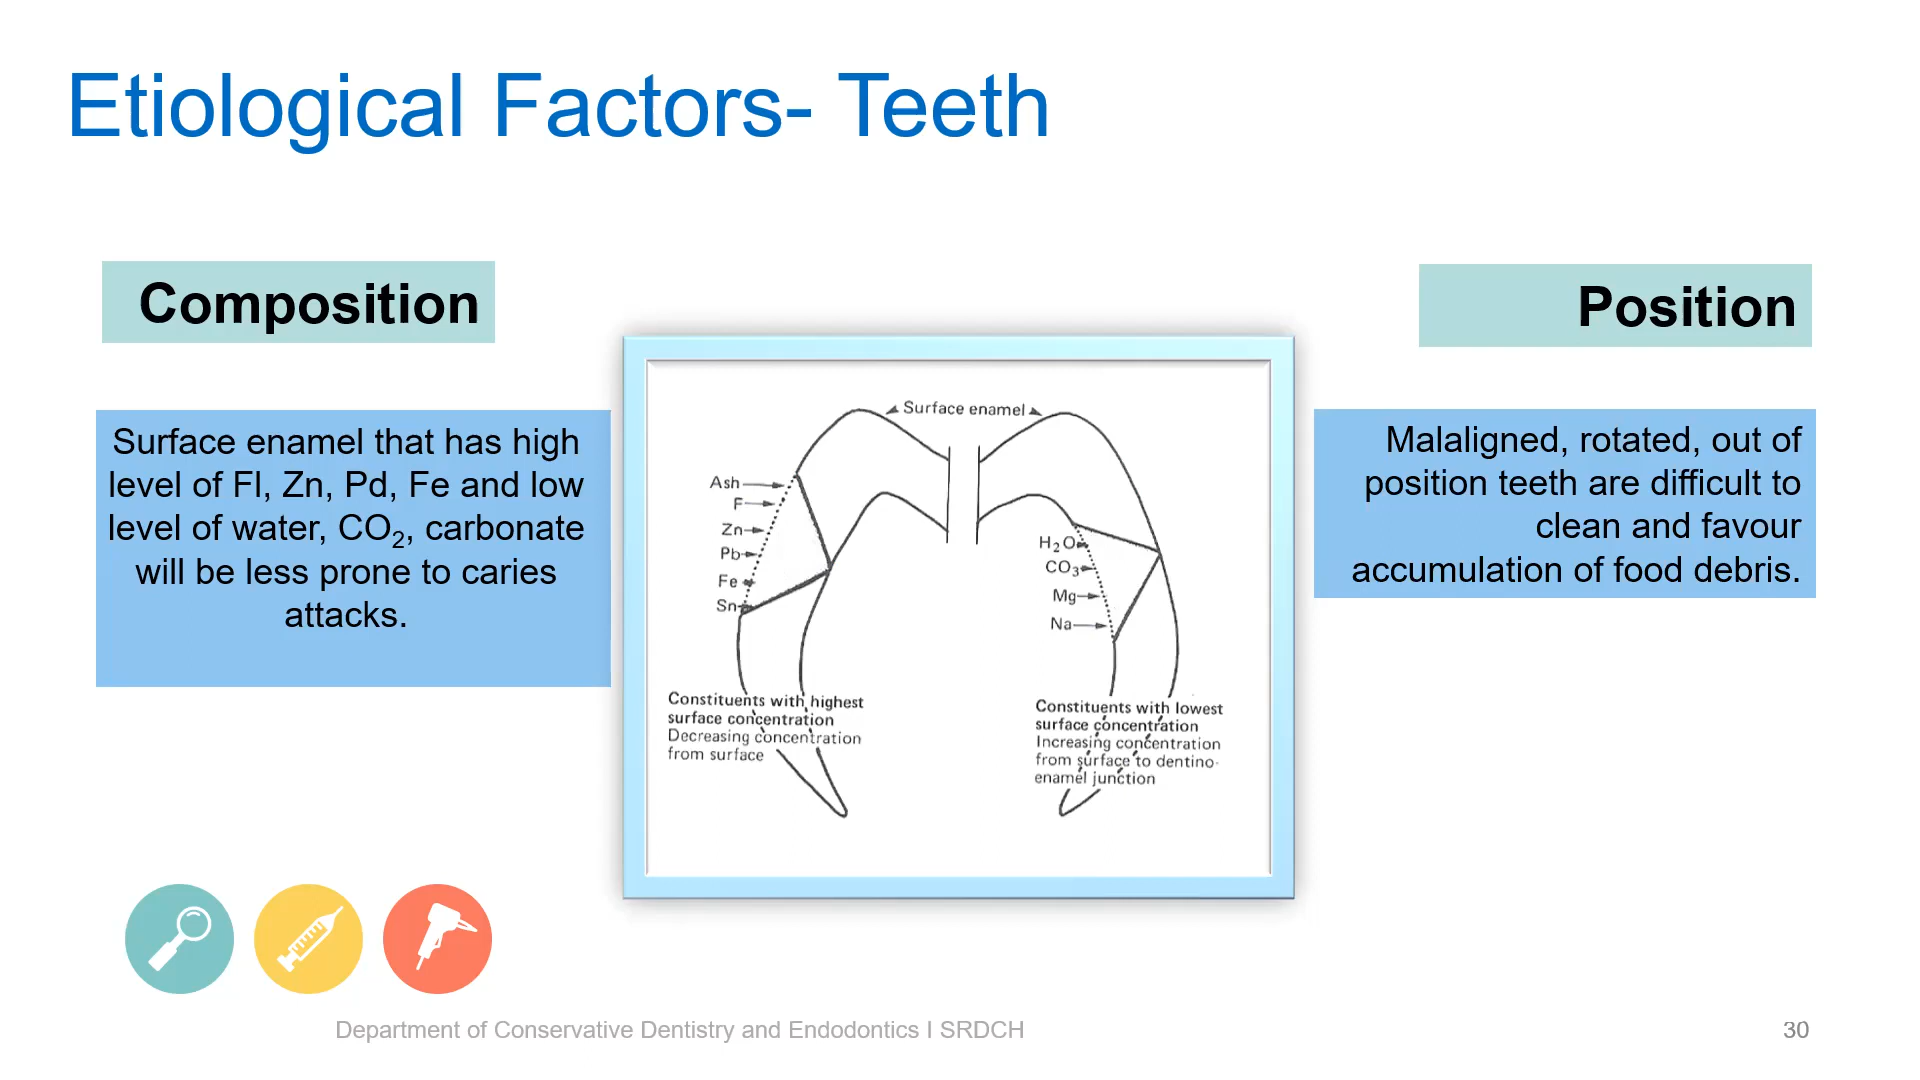 Etiological Factors- Teeth
Composition
Surface enamel that has high
level of Fl, Zn, Pd, Fe and low
level of water, CO₂, carbonate
will be less prone to caries
attacks.
Surface enamel
Ash
F
Zn
Pb
Fe
Sn
H₂O
CO₃
Mg
Na
Constituents with highest
surface concentration
Decreasing concentration
from surface
Constituents with lowest
surface concentration
Increasing concentration
from surface to dentino-
enamel junction
Position
Malaligned, rotated, out of
position teeth are difficult to
clean and favour
accumulation of food debris.
Department of Conservative Dentistry and Endodontics I SRDCH
30